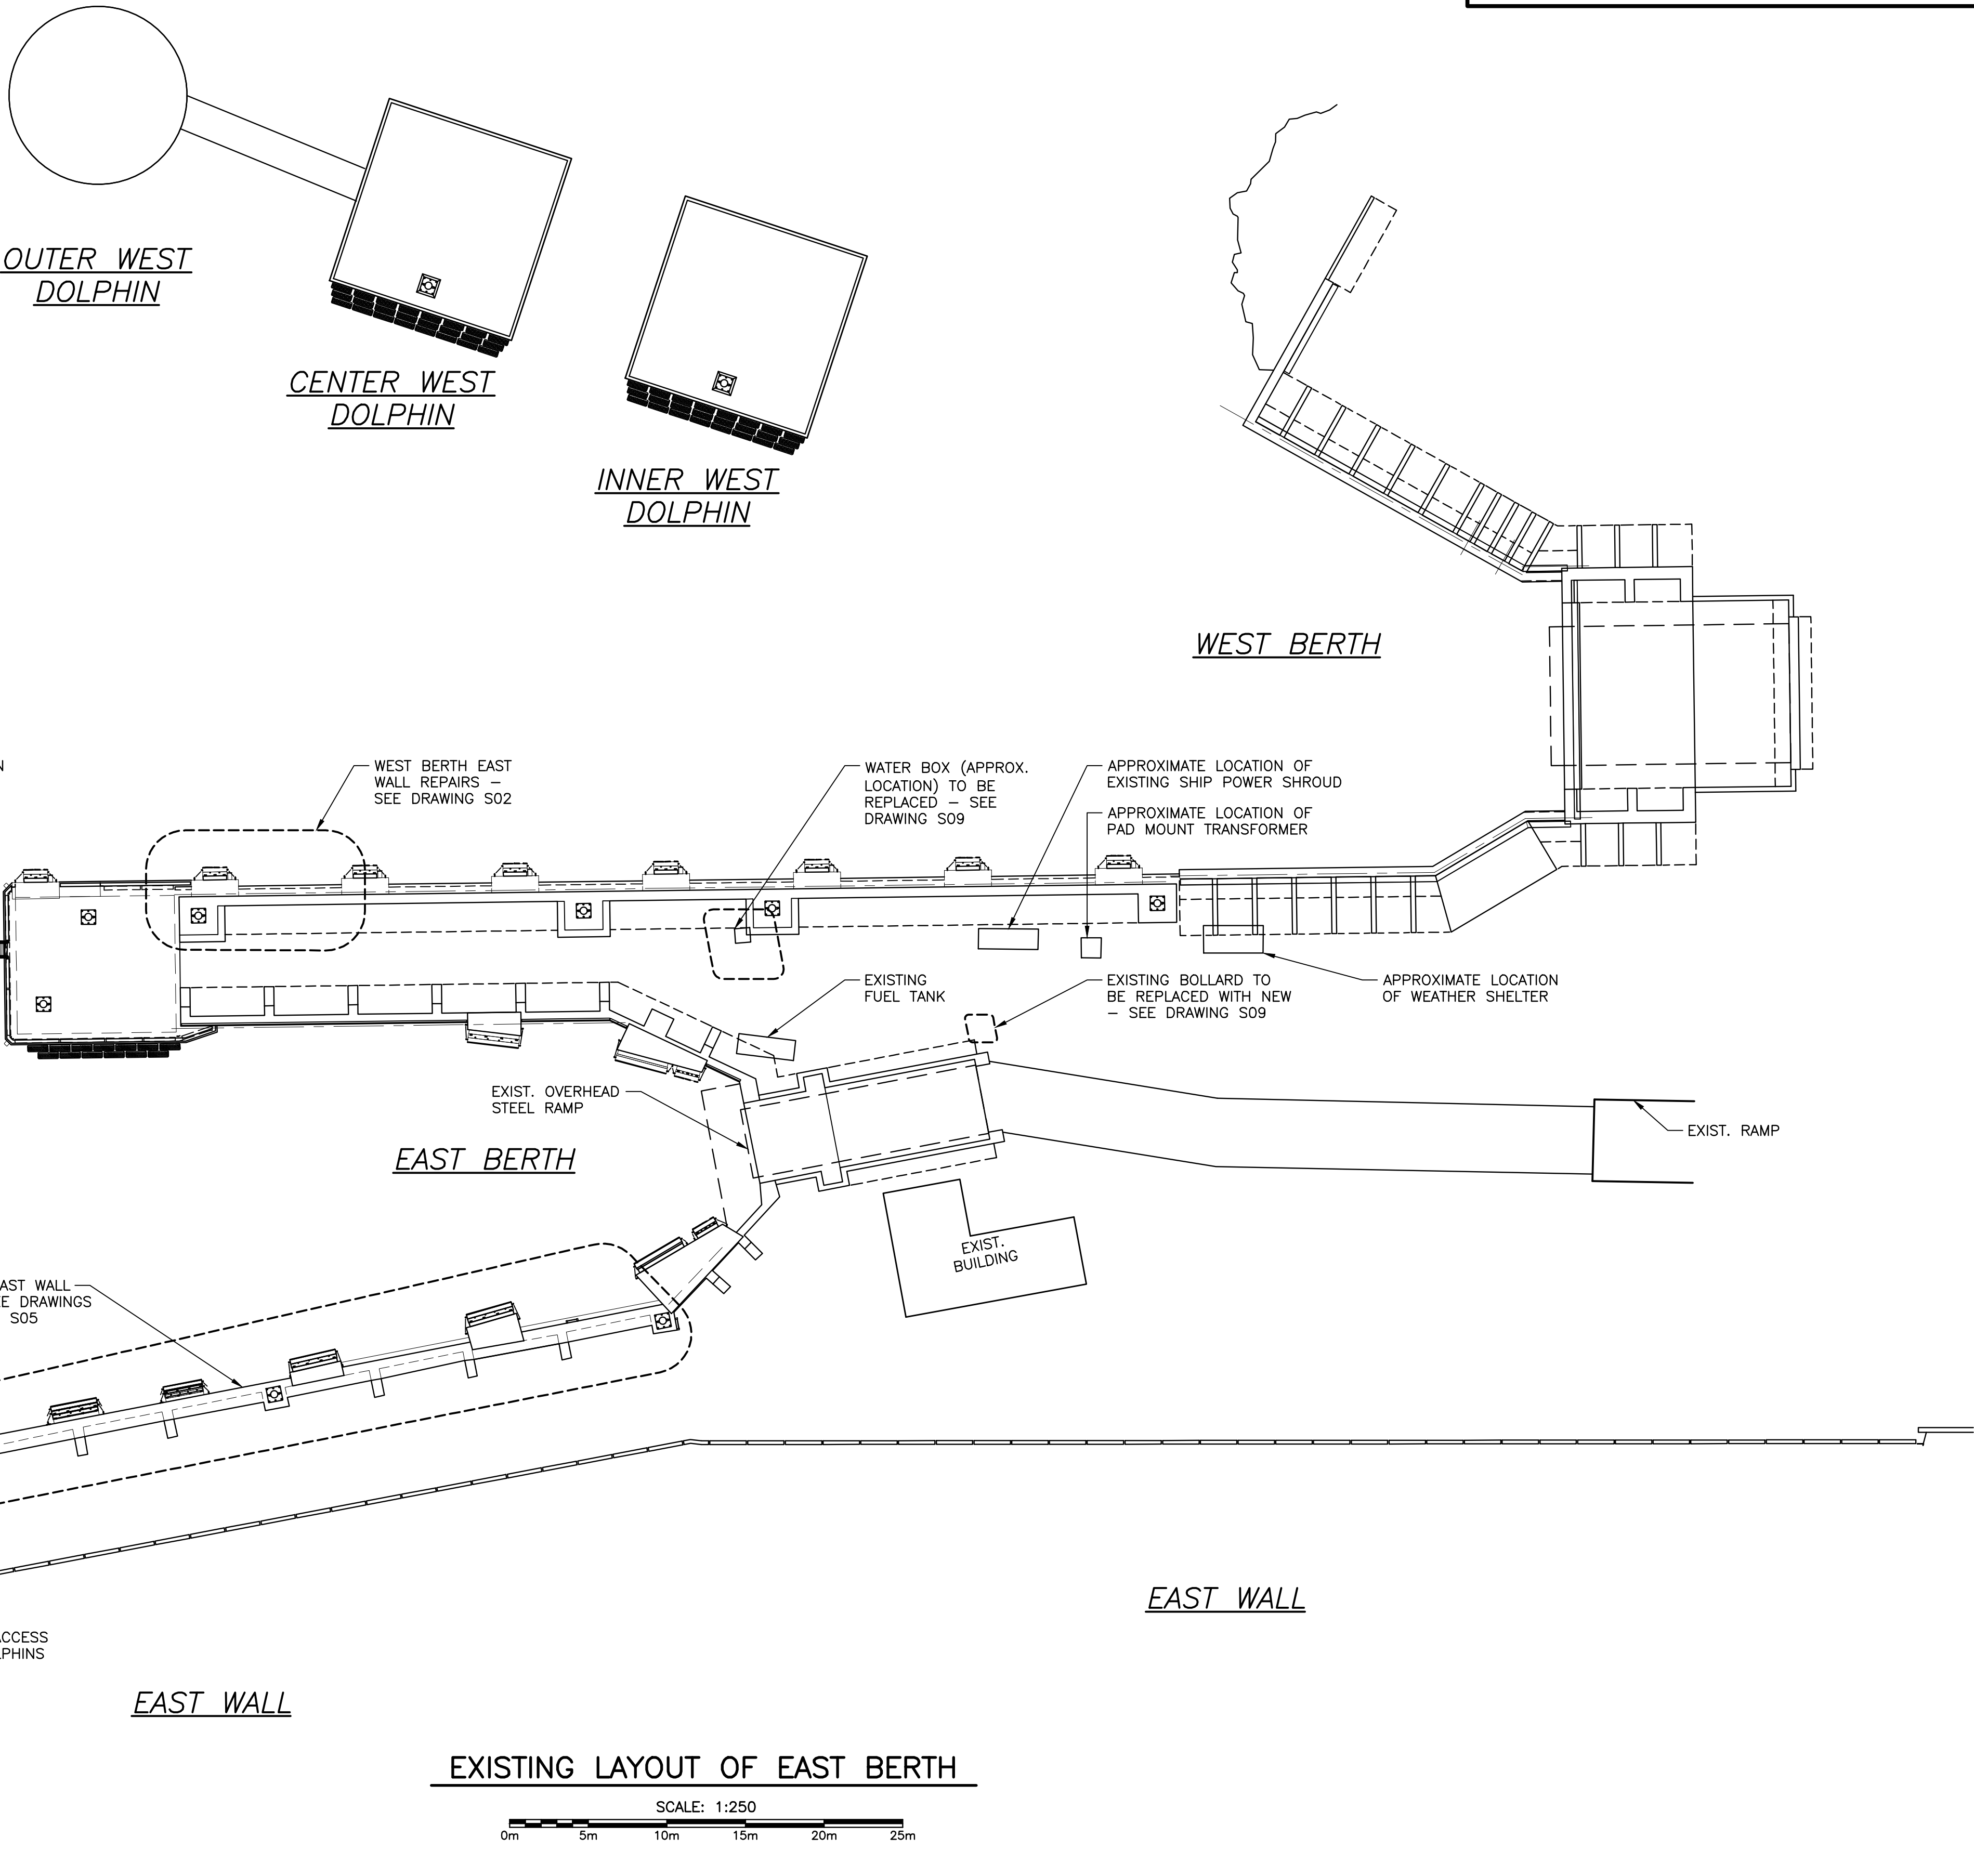 OUTER WEST
DOLPHIN
CENTER WEST
DOLPHIN
INNER WEST
DOLPHIN
WEST BERTH
N
WEST BERTH EAST
WALL REPAIRS –
SEE DRAWING S02
WATER BOX (APPROX.
LOCATION) TO BE
REPLACED – SEE
DRAWING S09
APPROXIMATE LOCATION OF
EXISTING SHIP POWER SHROUD
APPROXIMATE LOCATION OF
PAD MOUNT TRANSFORMER
EXISTING
FUEL TANK
EXISTING BOLLARD TO
BE REPLACED WITH NEW
– SEE DRAWING S09
APPROXIMATE LOCATION
OF WEATHER SHELTER
EXIST. OVERHEAD
STEEL RAMP
EXIST. RAMP
EAST BERTH
EXIST.
BUILDING
AST WALL
E DRAWINGS
S05
EAST WALL
ACCESS
LPHINS
EAST WALL
EXISTING LAYOUT OF EAST BERTH
SCALE: 1:250
0m 5m 10m 15m 20m 25m